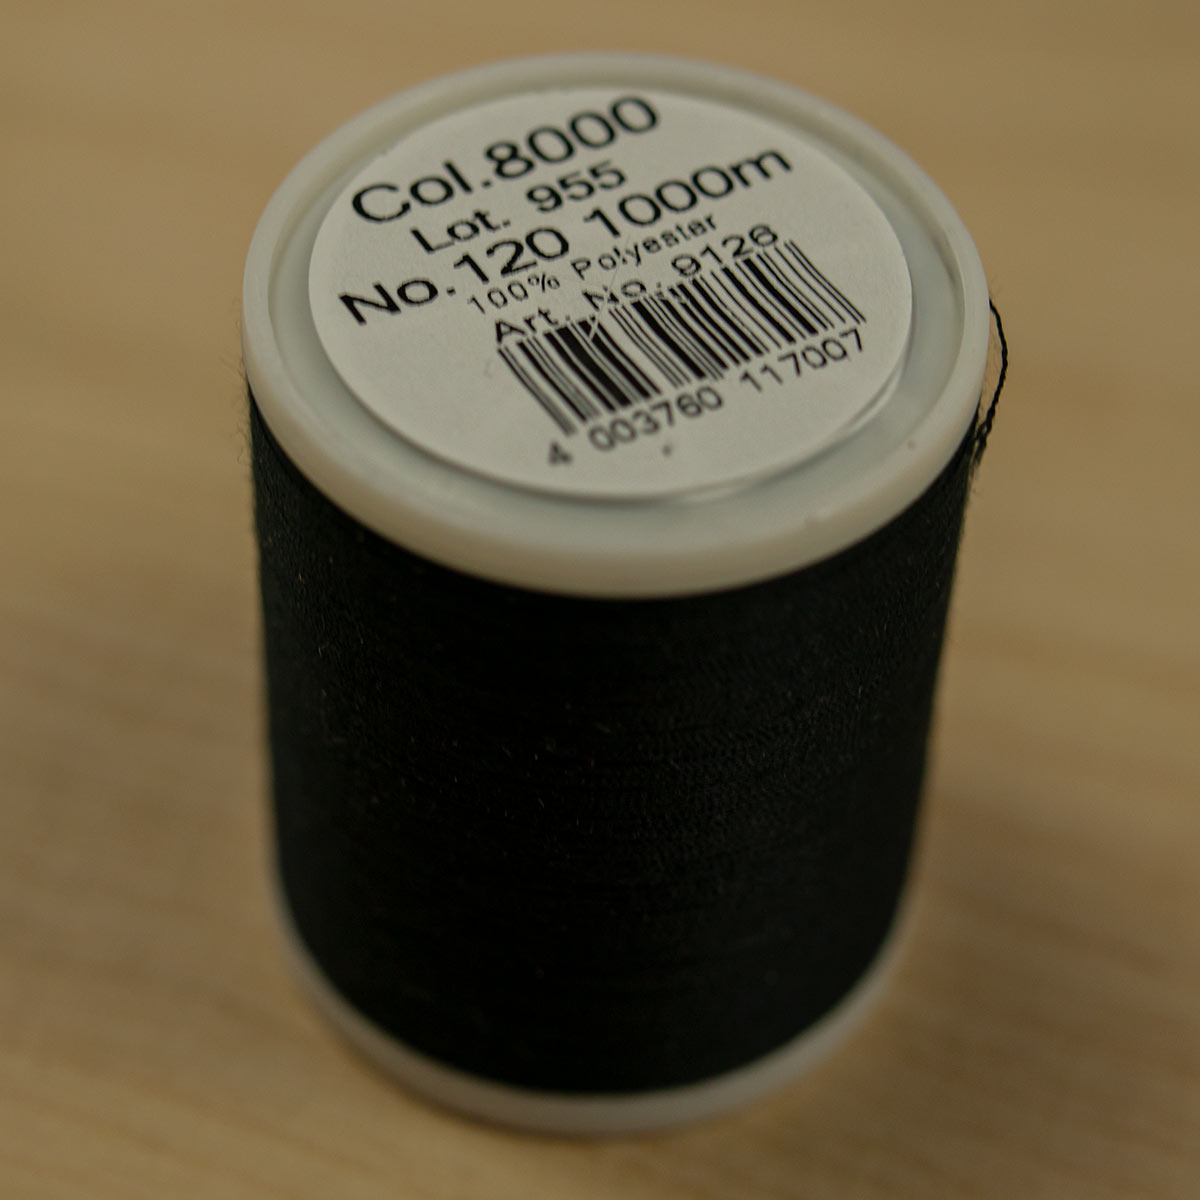 Col.8000
Lot. 955
No.120 1000m
100% Polyester
Art. No. 9126
4 003760 117007